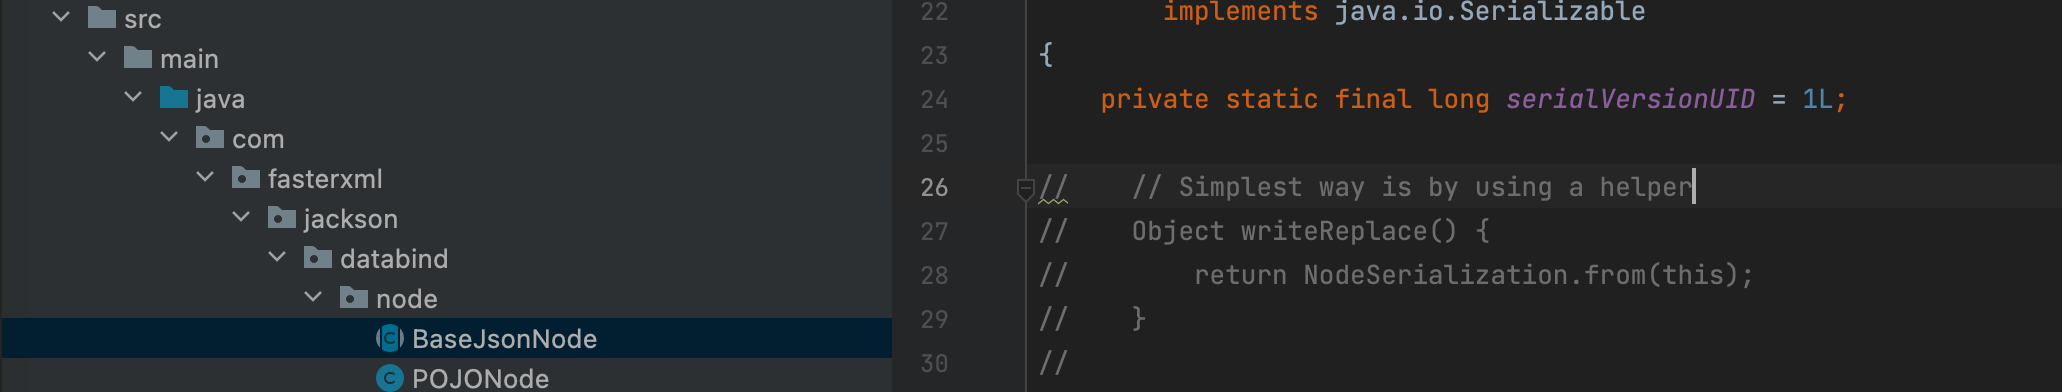 src
main
java
com
fasterxml
jackson
databind
node
BaseJsonNode
POJONode
22 implements java.io.Serializable
23 {
24 private static final long serialVersionUID = 1L;
25
26 // // Simplest way is by using a helper
27 // Object writeReplace() {
28 // return NodeSerialization.from(this);
29 // }
30 //